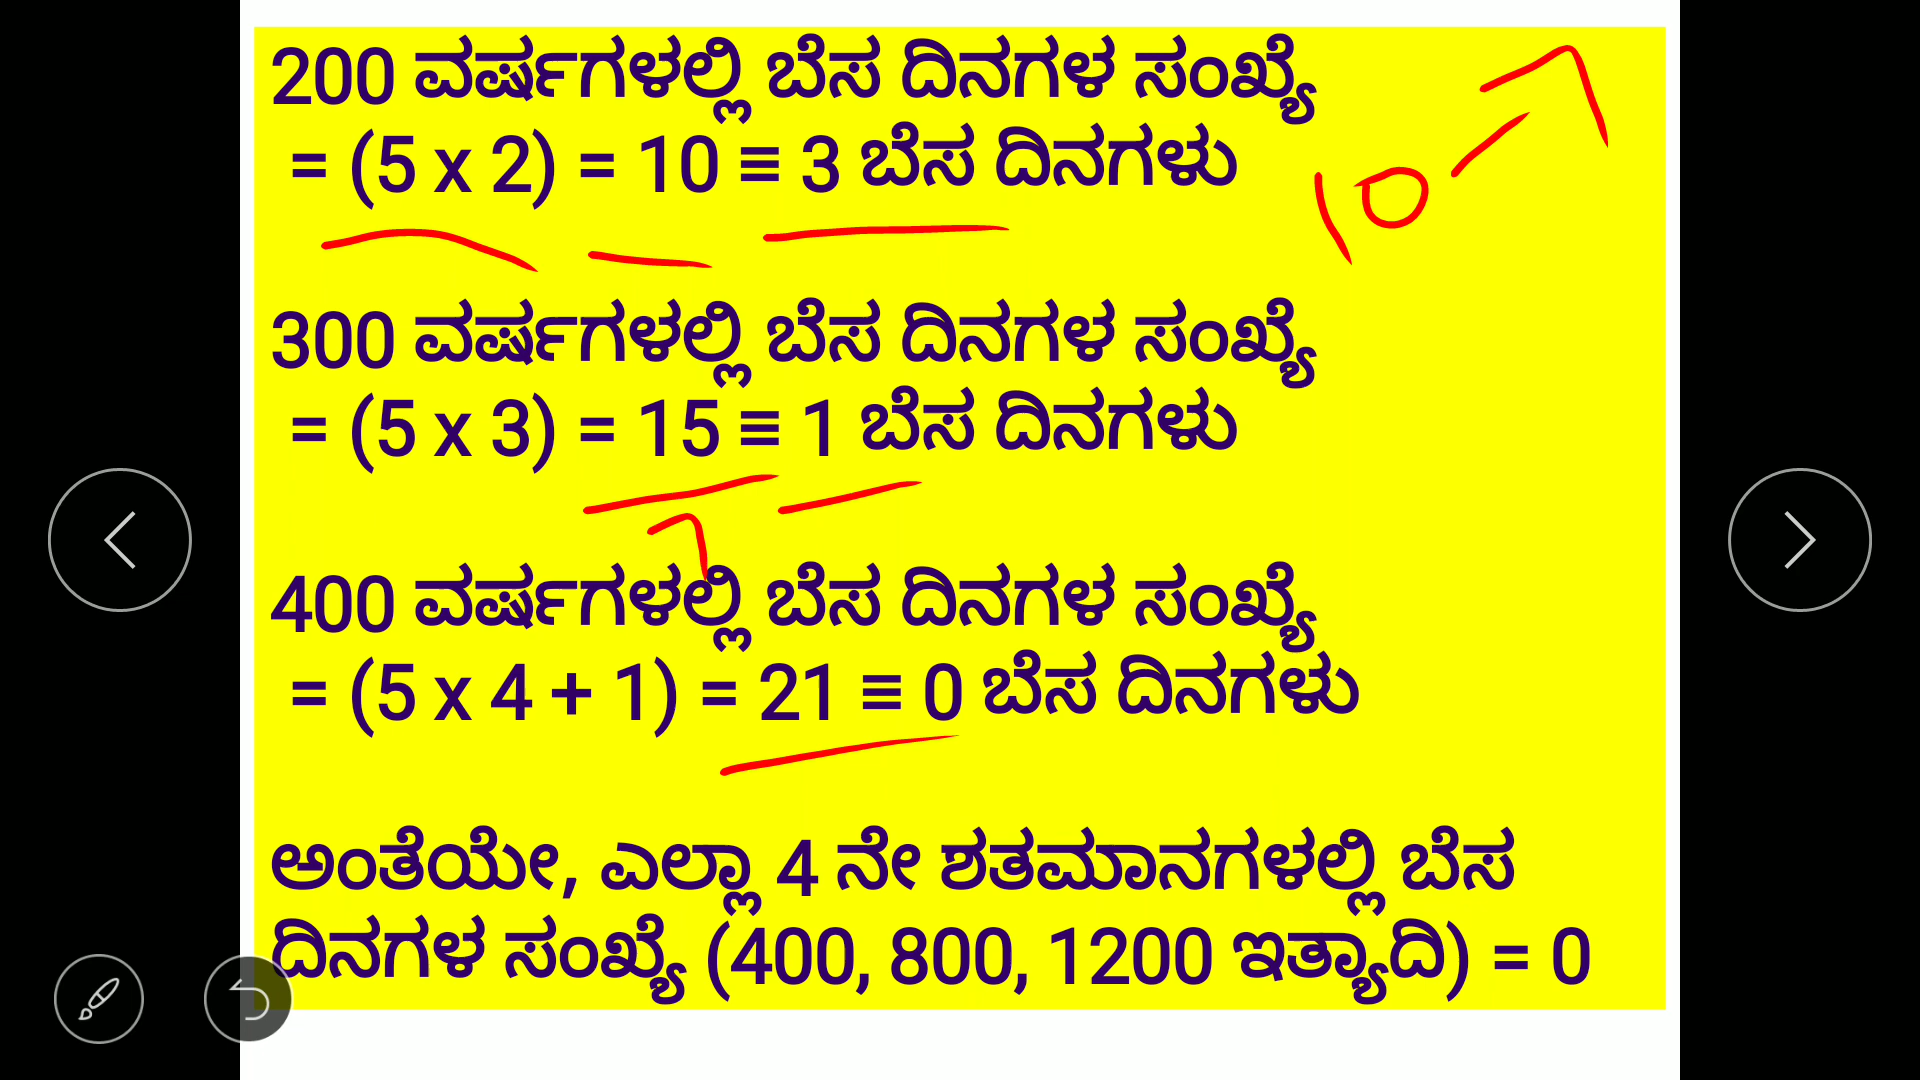 200 ವರ್ಷಗಳಲ್ಲಿ ಬೆಸ ದಿನಗಳ ಸಂಖ್ಯೆ
= (5 x 2) = 10 ≡ 3 ಬೆಸ ದಿನಗಳು
10 7
300 ವರ್ಷಗಳಲ್ಲಿ ಬೆಸ ದಿನಗಳ ಸಂಖ್ಯೆ
= (5 x 3) = 15 ≡ 1 ಬೆಸ ದಿನಗಳು
7
400 ವರ್ಷಗಳಲ್ಲಿ ಬೆಸ ದಿನಗಳ ಸಂಖ್ಯೆ
= (5 x 4 + 1) = 21 ≡ 0 ಬೆಸ ದಿನಗಳು
ಅಂತೆಯೇ, ಎಲ್ಲಾ 4 ನೇ ಶತಮಾನಗಳಲ್ಲಿ ಬೆಸ
ದಿನಗಳ ಸಂಖ್ಯೆ (400, 800, 1200 ಇತ್ಯಾದಿ) = 0